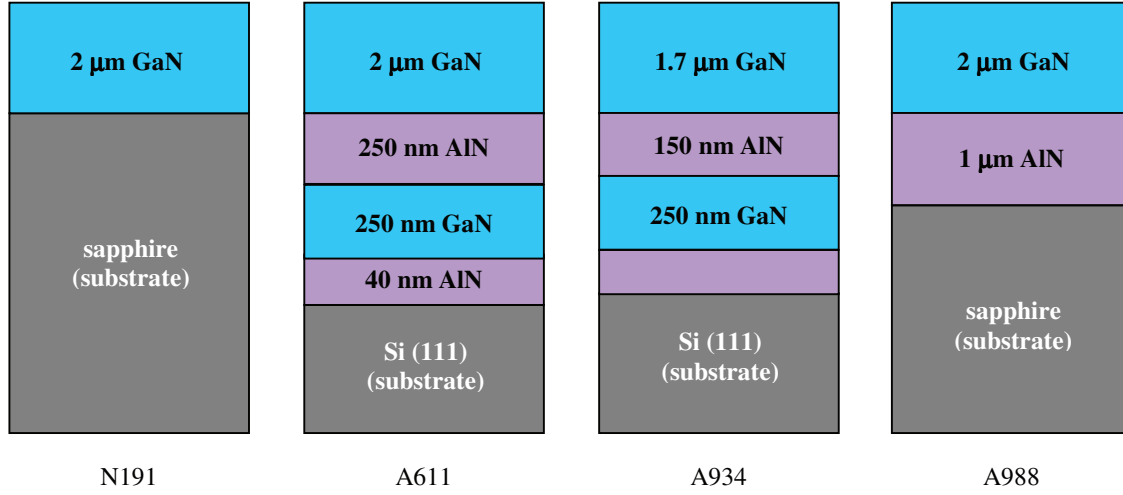 2 μm GaN
sapphire
(substrate)
N191
2 μm GaN
250 nm AlN
250 nm GaN
40 nm AlN
Si (111)
(substrate)
A611
1.7 μm GaN
150 nm AlN
250 nm GaN
Si (111)
(substrate)
A934
2 μm GaN
1 μm AlN
sapphire
(substrate)
A988